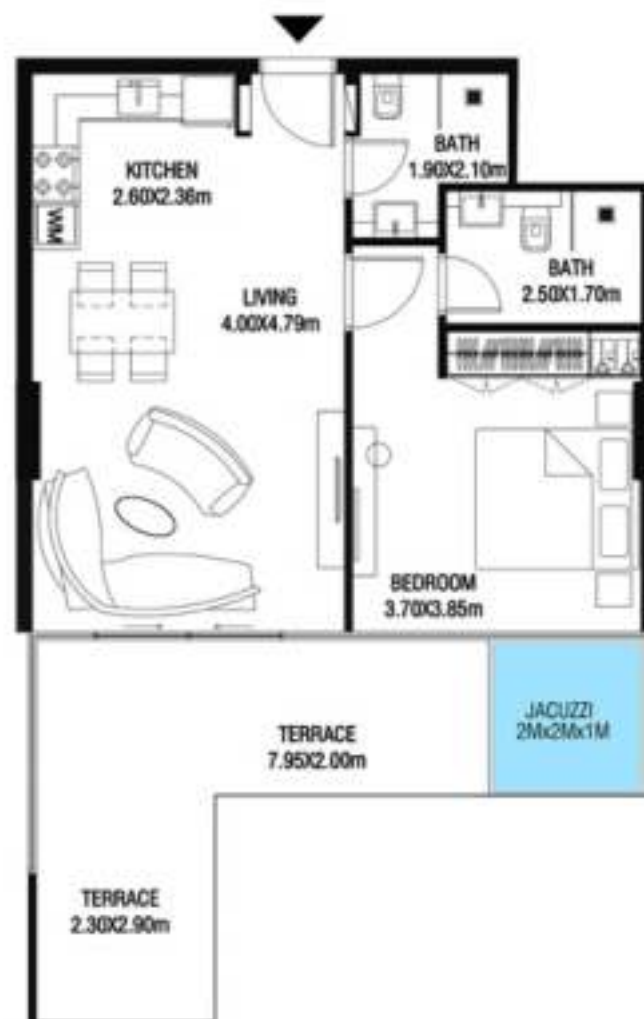 BATH
1.90X2.10m
KITCHEN
2.60X2.36m
WM
BATH
2.50X1.70m
LIVING
4.00X4.79m
BEDROOM
3.70X3.85m
JACUZZI
2Mx2Mx1M
TERRACE
7.95X2.00m
TERRACE
2.30X2.90m